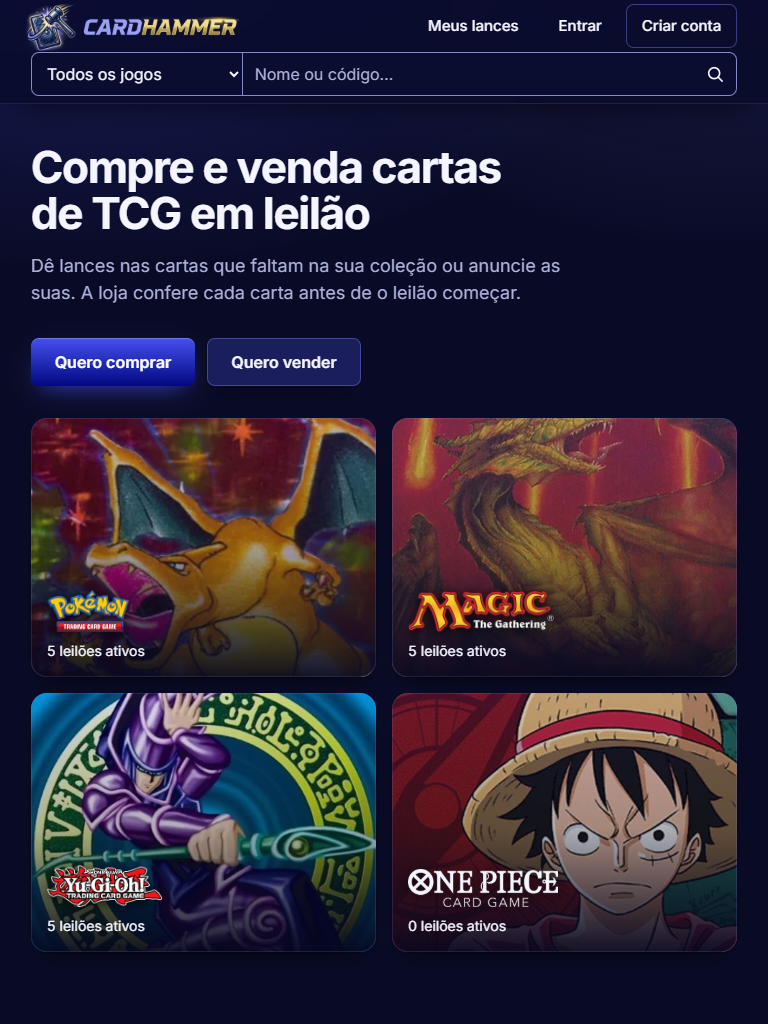 CARDHAMMER
Meus lances
Entrar
Criar conta
Todos os jogos
Nome ou código...
Compre e venda cartas
de TCG em leilão
Dê lances nas cartas que faltam na sua coleção ou anuncie as
suas. A loja confere cada carta antes de o leilão começar.
Quero comprar
Quero vender
POKéMON
TRADING CARD GAME
5 leilões ativos
MAGIC
The Gathering®
5 leilões ativos
Yu-Gi-Oh!
TRADING CARD GAME
5 leilões ativos
ONE PIECE
CARD GAME
0 leilões ativos